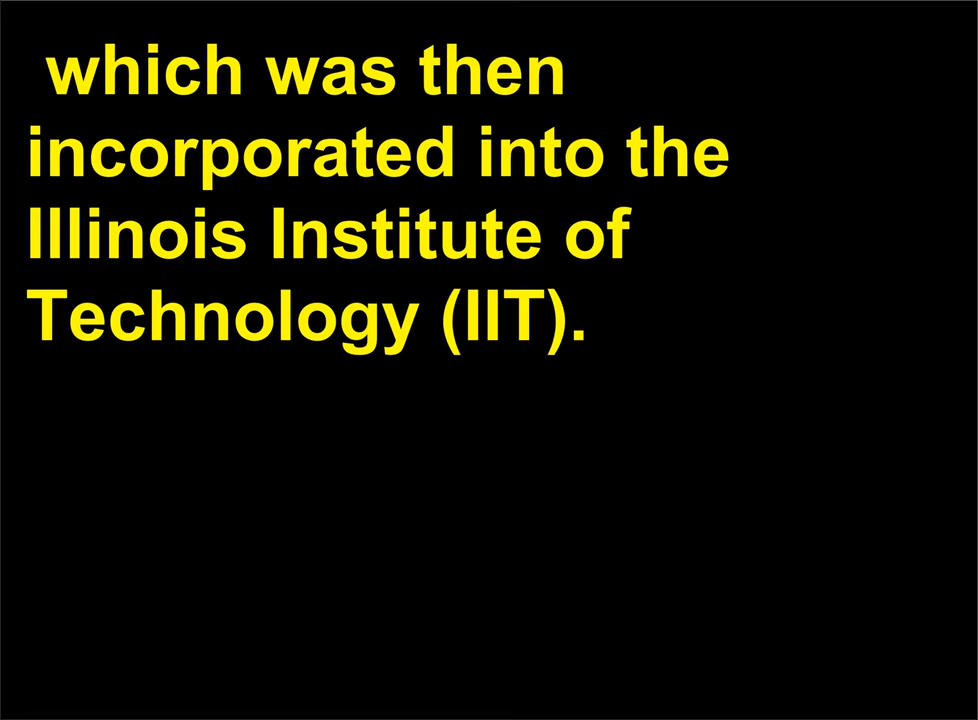 which was then
incorporated into the
Illinois Institute of
Technology (IIT).